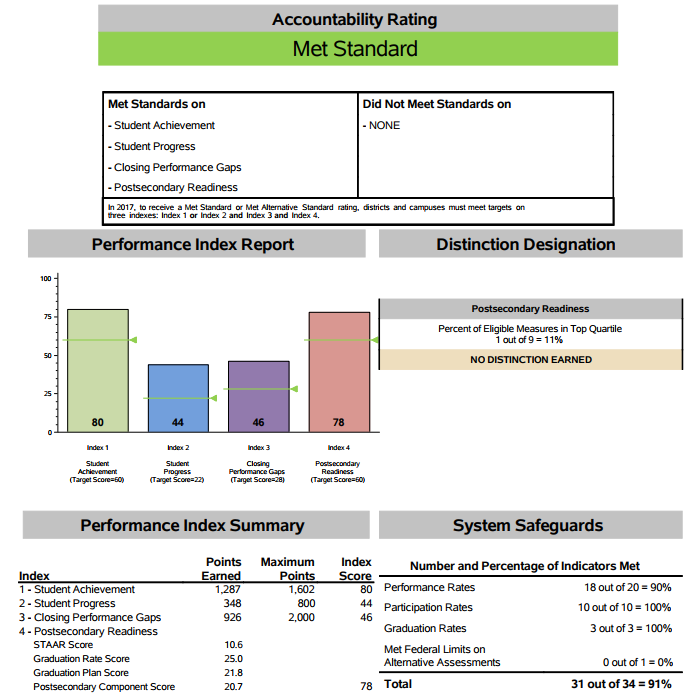 Accountability Rating
Met Standard
Met Standards on
- Student Achievement
- Student Progress
- Closing Performance Gaps
- Postsecondary Readiness
Did Not Meet Standards on
- NONE
In 2017, to receive a Met Standard or Met Alternative Standard rating, districts and campuses must meet targets on
three indexes: Index 1 or Index 2 and Index 3 and Index 4.
Performance Index Report
100
75
50
25
0
80
44
46
78
Index 1
Student
Achievement
(Target Score=60)
Index 2
Student
Progress
(Target Score=22)
Index 3
Closing
Performance Gaps
(Target Score=28)
Index 4
Postsecondary
Readiness
(Target Score=60)
Distinction Designation
Postsecondary Readiness
Percent of Eligible Measures in Top Quartile
1 out of 9 = 11%
NO DISTINCTION EARNED
Performance Index Summary
Index Points Earned Maximum Points Index Score
1 - Student Achievement 1,287 1,602 80
2 - Student Progress 348 800 44
3 - Closing Performance Gaps 926 2,000 46
4 - Postsecondary Readiness
STAAR Score 10.6
Graduation Rate Score 25.0
Graduation Plan Score 21.8
Postsecondary Component Score 20.7 78
System Safeguards
Number and Percentage of Indicators Met
Performance Rates 18 out of 20 = 90%
Participation Rates 10 out of 10 = 100%
Graduation Rates 3 out of 3 = 100%
Met Federal Limits on
Alternative Assessments 0 out of 1 = 0%
Total 31 out of 34 = 91%